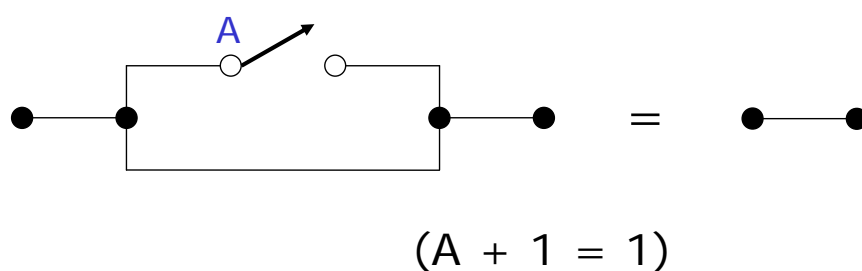 A
=
(A + 1 = 1)